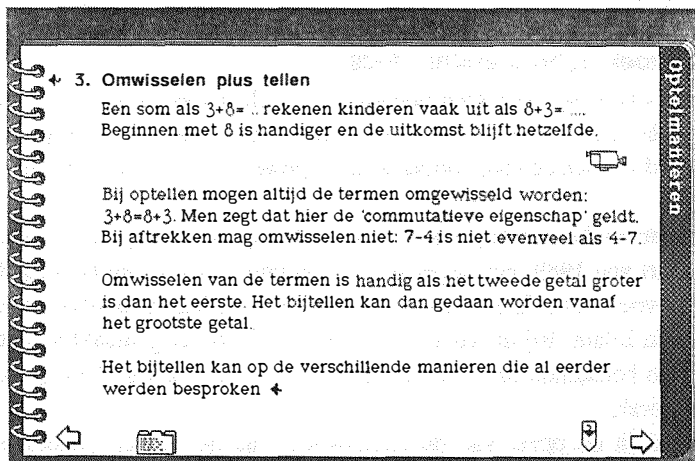 3. Omwisselen plus tellen
Een som als 3+8= .. rekenen kinderen vaak uit als 8+3= ....
Beginnen met 8 is handiger en de uitkomst blijft hetzelfde.
Bij optellen mogen altijd de termen omgewisseld worden:
3+8=8+3. Men zegt dat hier de 'commutatieve eigenschap' geldt.
Bij aftrekken mag omwisselen niet: 7-4 is niet evenveel als 4-7.
Omwisselen van de termen is handig als het tweede getal groter
is dan het eerste. Het bijtellen kan dan gedaan worden vanaf
het grootste getal.
Het bijtellen kan op de verschillende manieren die al eerder
werden besproken
Optelmanieren